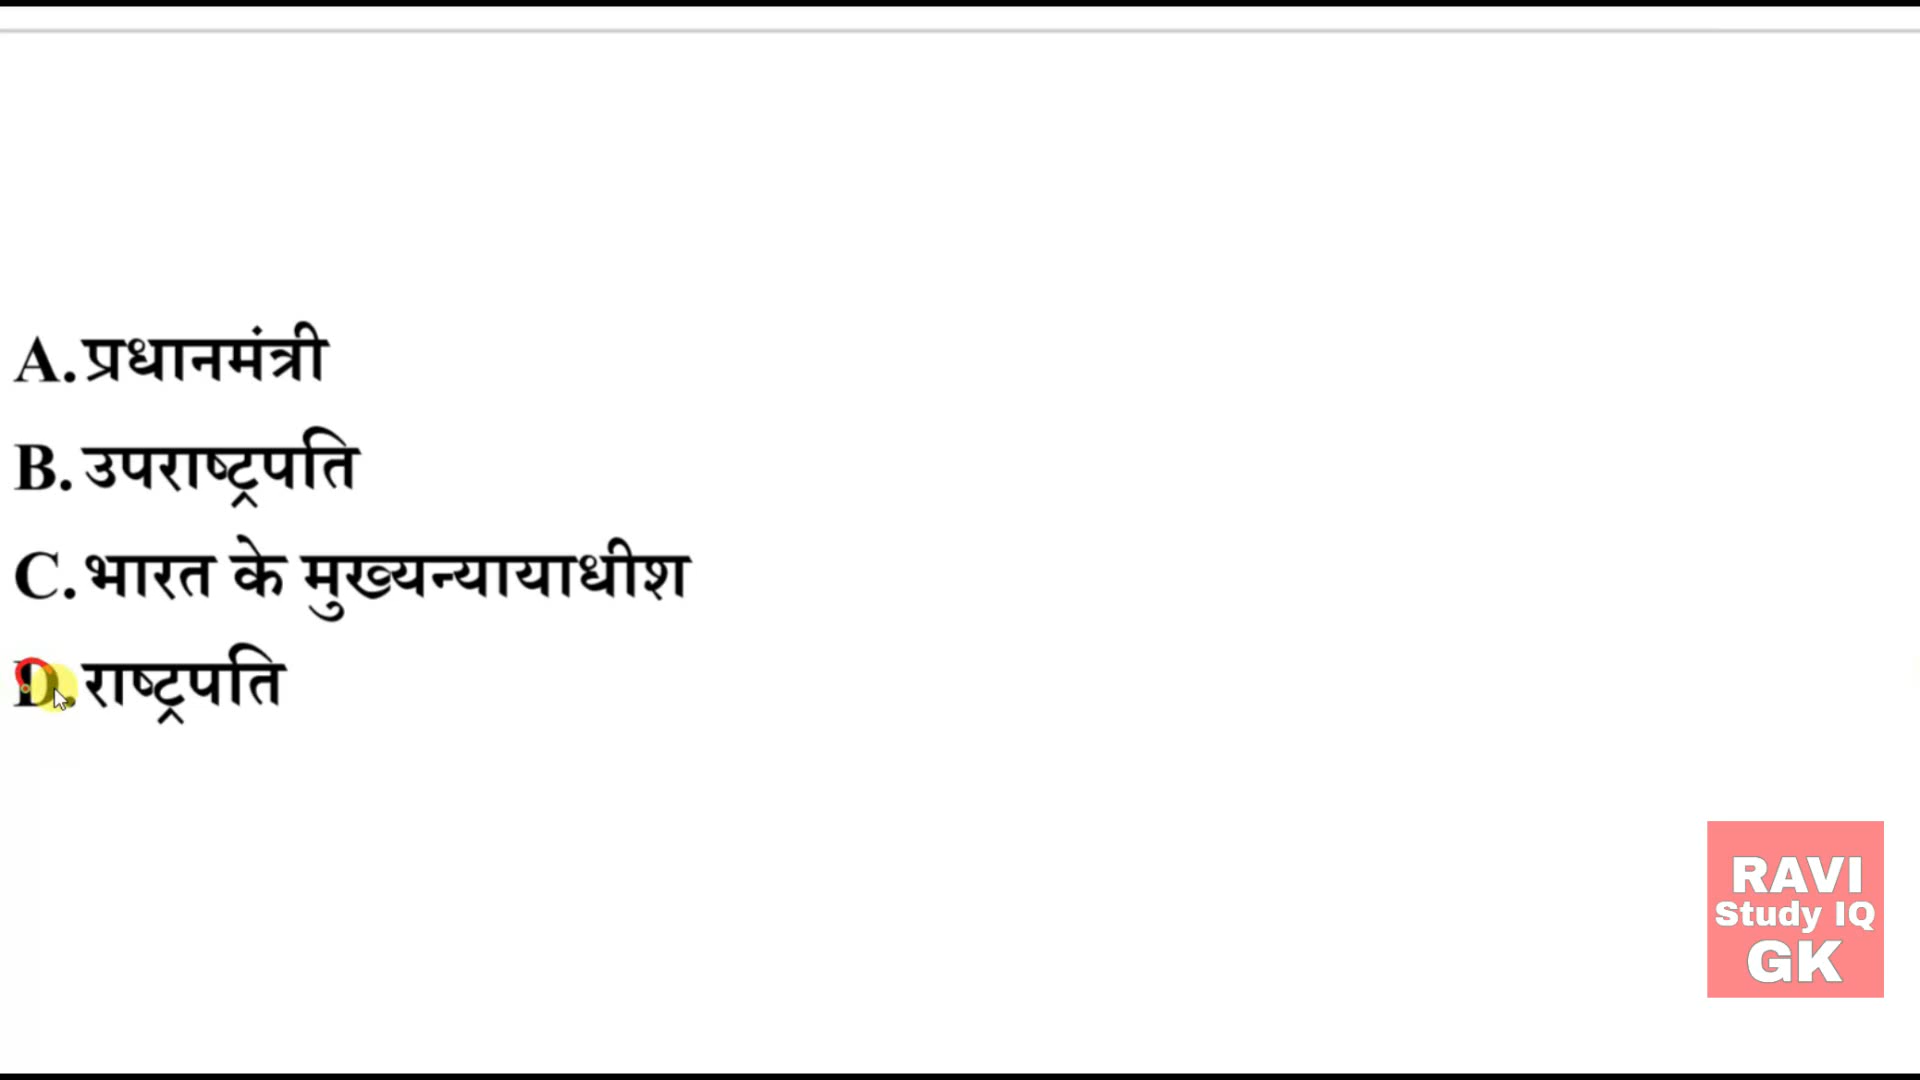 A. प्रधानमंत्री
B. उपराष्ट्रपति
C. भारत के मुख्यन्यायाधीश
D. राष्ट्रपति
RAVI
Study IQ
GK